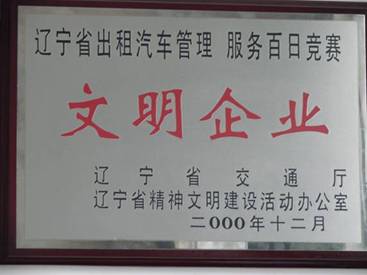 辽宁省出租汽车管理 服务百日竞赛
文明企业
辽宁省交通厅
辽宁省精神文明建设活动办公室
二000年十二月